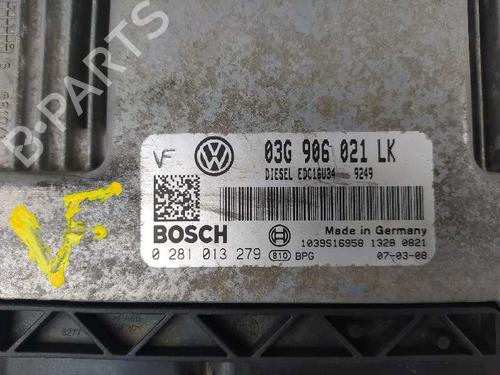 B-PARTS
VF
03G 906 021 LK
DIESEL EDC16U34 9249
BOSCH
Made in Germany
1039S16958 1328 0821
0 281 013 279
810
BPG
07-03-08
VF